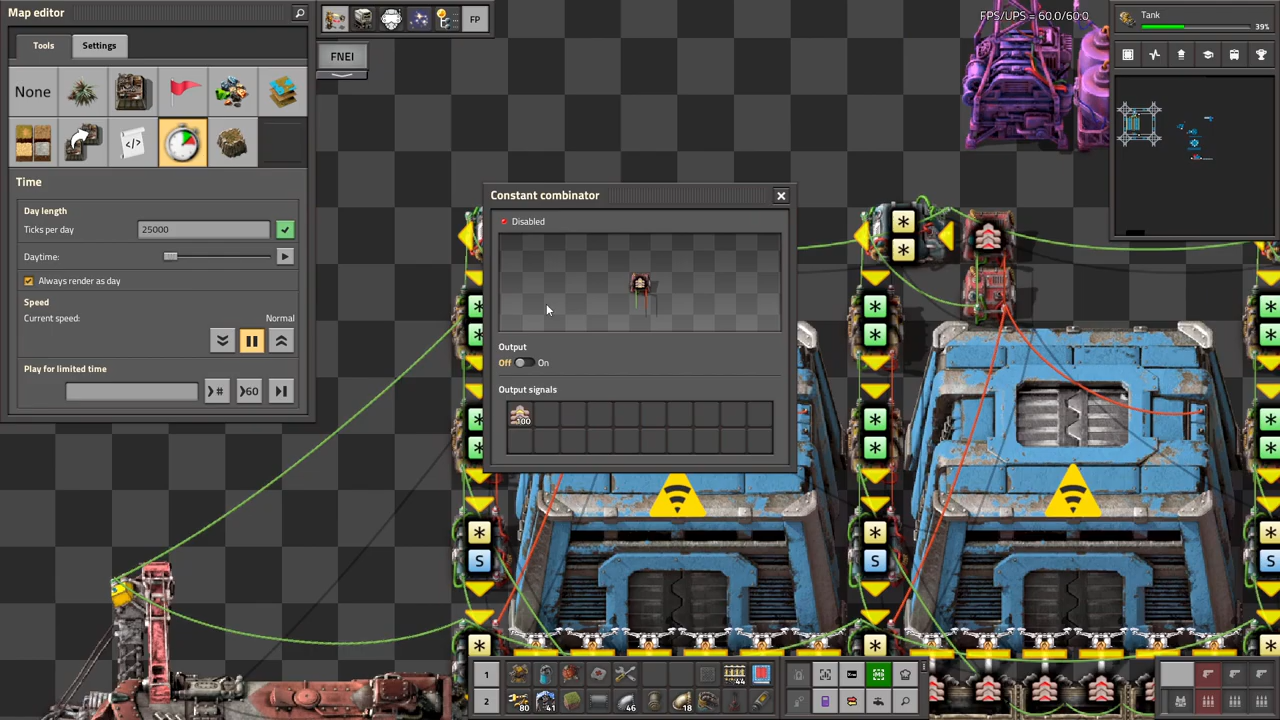 Map editor
Tools
Settings
None
Time
Day length
Ticks per day
25000
Daytime:
Always render as day
Speed
Current speed:
Normal
Play for limited time
#
60
FP
FNEI
FPS/UPS = 60.0/60.0
Tank
39%
Constant combinator
Disabled
Output
Off
On
Output signals
100
S
S
S
1
44
2
80
41
46
18